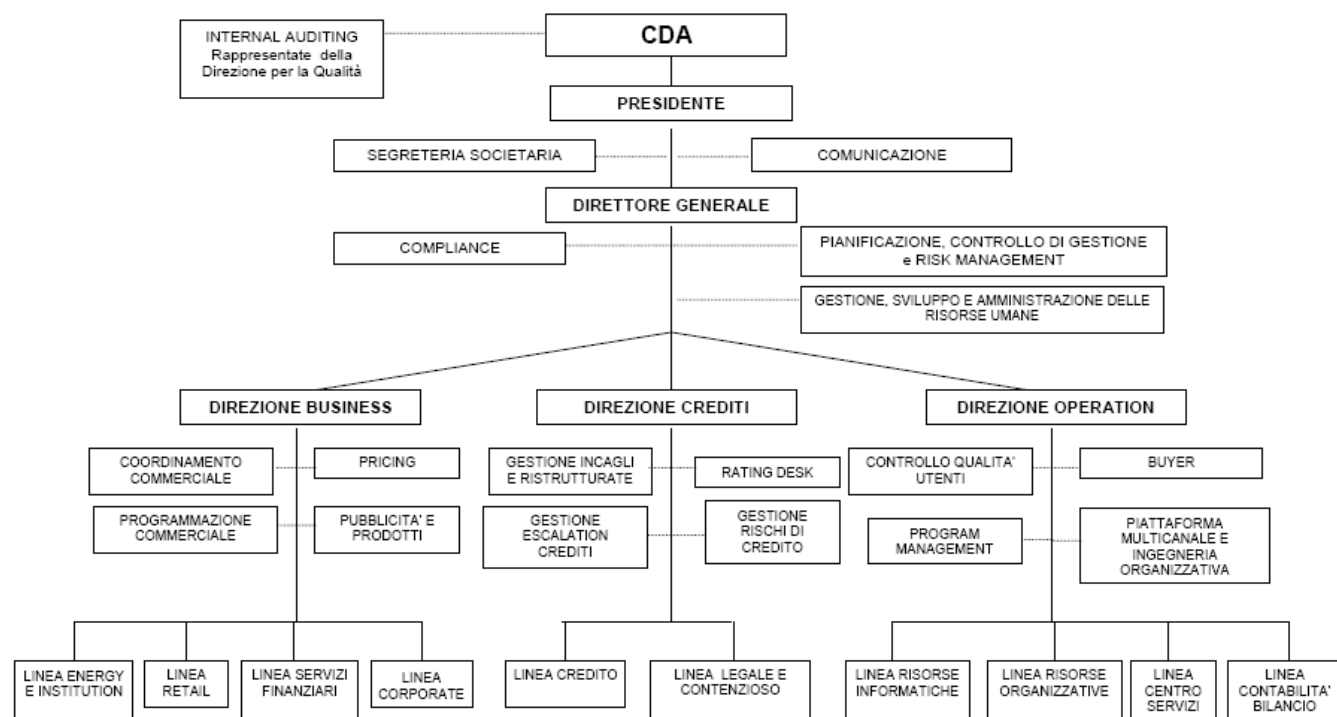 INTERNAL AUDITING
Rappresentate della
Direzione per la Qualità
CDA
PRESIDENTE
SEGRETERIA SOCIETARIA
COMUNICAZIONE
DIRETTORE GENERALE
COMPLIANCE
PIANIFICAZIONE, CONTROLLO DI GESTIONE
e RISK MANAGEMENT
GESTIONE, SVILUPPO E AMMINISTRAZIONE DELLE
RISORSE UMANE
DIREZIONE BUSINESS
DIREZIONE CREDITI
DIREZIONE OPERATION
COORDINAMENTO
COMMERCIALE
PRICING
PROGRAMMAZIONE
COMMERCIALE
PUBBLICITA' E
PRODOTTI
GESTIONE INCAGLI
E RISTRUTTURATE
RATING DESK
GESTIONE
ESCALATION
CREDITI
GESTIONE
RISCHI DI
CREDITO
CONTROLLO QUALITA'
UTENTI
BUYER
PROGRAM
MANAGEMENT
PIATTAFORMA
MULTICANALE E
INGEGNERIA
ORGANIZZATIVA
LINEA ENERGY
E INSTITUTION
LINEA
RETAIL
LINEA SERVIZI
FINANZIARI
LINEA
CORPORATE
LINEA CREDITO
LINEA LEGALE E
CONTENZIOSO
LINEA RISORSE
INFORMATICHE
LINEA RISORSE
ORGANIZZATIVE
LINEA
CENTRO
SERVIZI
LINEA
CONTABILITA'
BILANCIO